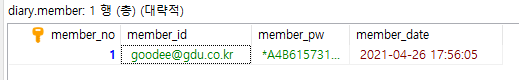 diary.member: 1 행 (총) (대략적)
member_no member_id member_pw member_date
1 goodee@gdu.co.kr *A4B615731... 2021-04-26 17:56:05